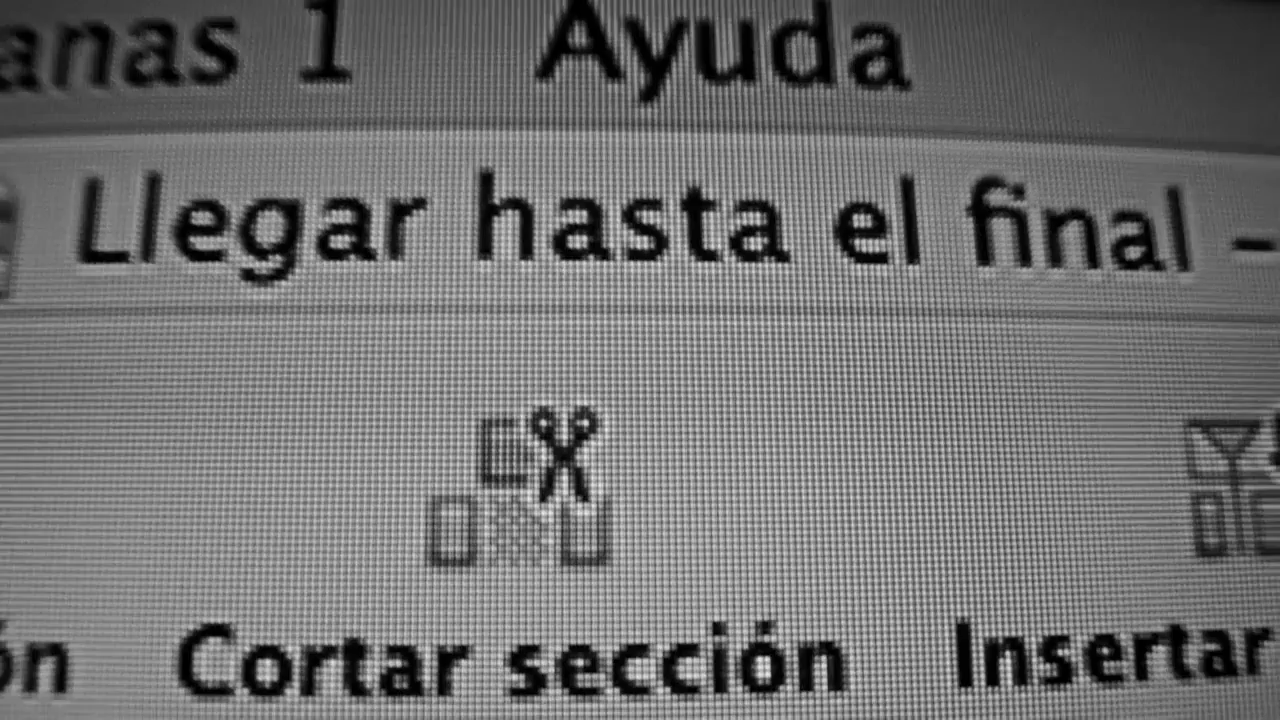 anas 1 Ayuda
Llegar hasta el final –
ón Cortar sección Insertar